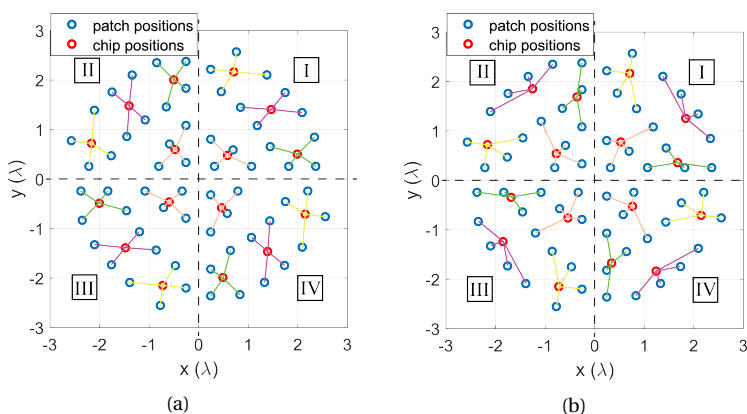 patch positions
chip positions
3
2
1
0
-1
-2
-3
y (λ)
II
I
III
IV
-3 -2 -1 0 1 2 3
x (λ)
(a)
patch positions
chip positions
3
2
1
0
-1
-2
-3
y (λ)
II
I
III
IV
-3 -2 -1 0 1 2 3
x (λ)
(b)